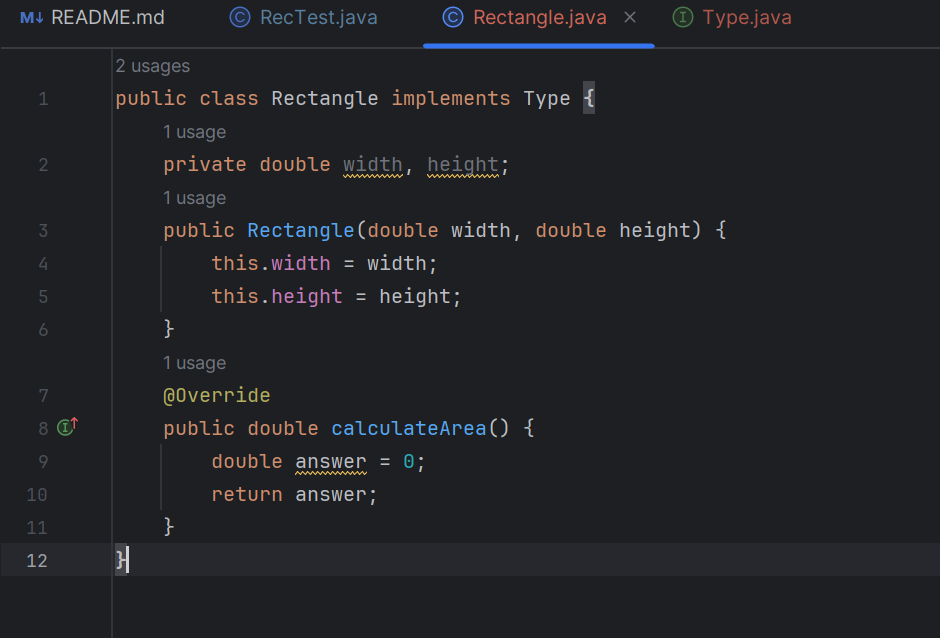 M↓ README.md © RecTest.java © Rectangle.java × I Type.java
2 usages
1 public class Rectangle implements Type {
1 usage
2 private double width, height;
1 usage
3 public Rectangle(double width, double height) {
4 this.width = width;
5 this.height = height;
6 }
1 usage
7 @Override
8 I public double calculateArea() {
9 double answer = 0;
10 return answer;
11 }
12 }